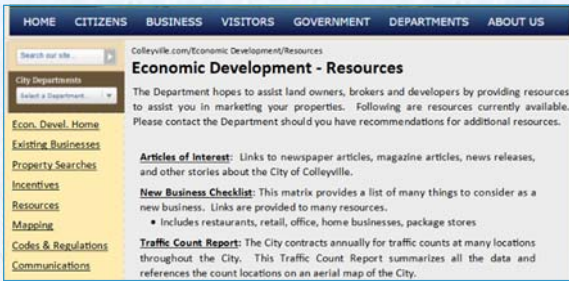 HOME CITIZENS BUSINESS VISITORS GOVERNMENT DEPARTMENTS ABOUT US
Search our site...
City Departments
Select a Department...
Econ. Devel. Home
Existing Businesses
Property Searches
Incentives
Resources
Mapping
Codes & Regulations
Communications
Colleyville.com/Economic Development/Resources
Economic Development - Resources
The Department hopes to assist land owners, brokers and developers by providing resources
to assist you in marketing your properties. Following are resources currently available.
Please contact the Department should you have recommendations for additional resources.
Articles of Interest: Links to newspaper articles, magazine articles, news releases,
and other stories about the City of Colleyville.
New Business Checklist: This matrix provides a list of many things to consider as a
new business. Links are provided to many resources.
• Includes restaurants, retail, office, home businesses, package stores
Traffic Count Report: The City contracts annually for traffic counts at many locations
throughout the City. This Traffic Count Report summarizes all the data and
references the count locations on an aerial map of the City.